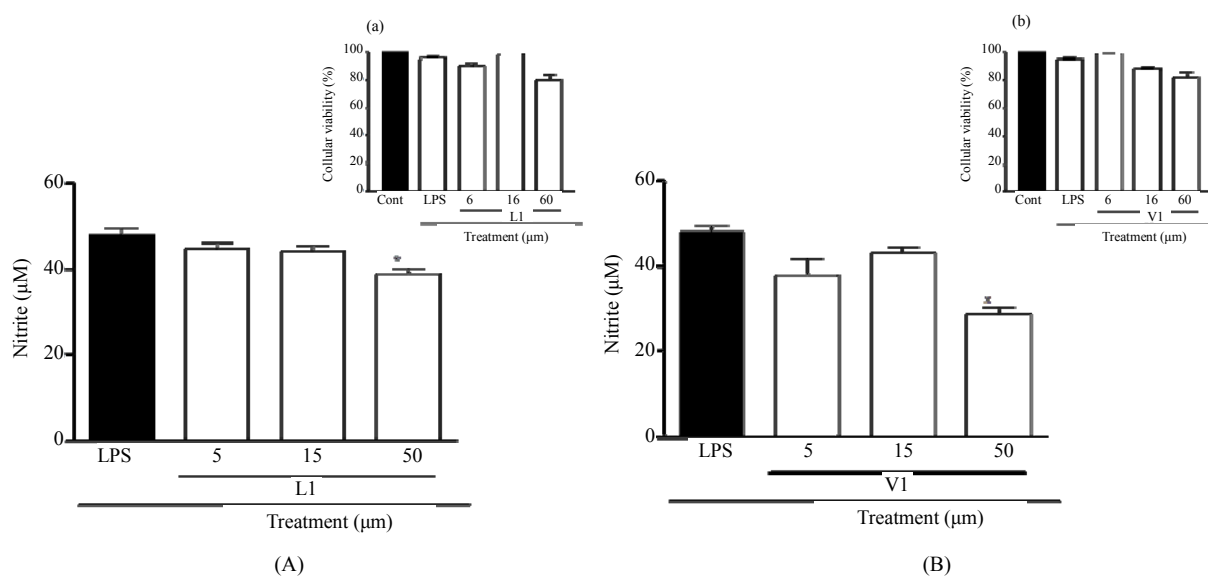 (a)
Collular viability (%)
100
80
60
40
20
0
Cont LPS 6 16 60
L1
Treatment (μm)
60
40
20
0
Nitrite (μM)
LPS 5 15 50
L1
Treatment (μm)
(A)
(b)
Collular viability (%)
100
80
60
40
20
0
Cont LPS 6 16 60
V1
Treatment (μm)
60
40
20
0
Nitrite (μM)
LPS 5 15 50
V1
Treatment (μm)
(B)